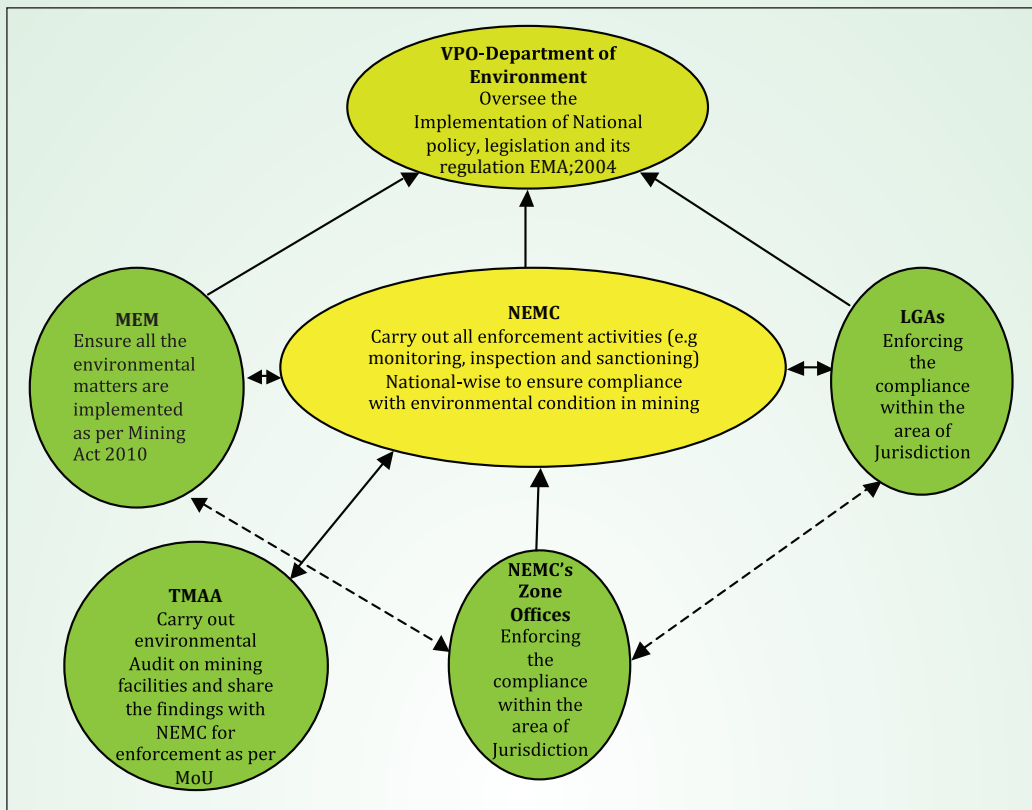 VPO-Department of
Environment
Oversee the
Implementation of National
policy, legislation and its
regulation EMA;2004
MEM
Ensure all the
environmental
matters are
implemented
as per Mining
Act 2010
NEMC
Carry out all enforcement activities (e.g
monitoring, inspection and sanctioning)
National-wise to ensure compliance
with environmental condition in mining
LGAs
Enforcing
the
compliance
within the
area of
Jurisdiction
TMAA
Carry out
environmental
Audit on mining
facilities and share
the findings with
NEMC for
enforcement as per
MoU
NEMC’s
Zone
Offices
Enforcing
the
compliance
within the
area of
Jurisdiction